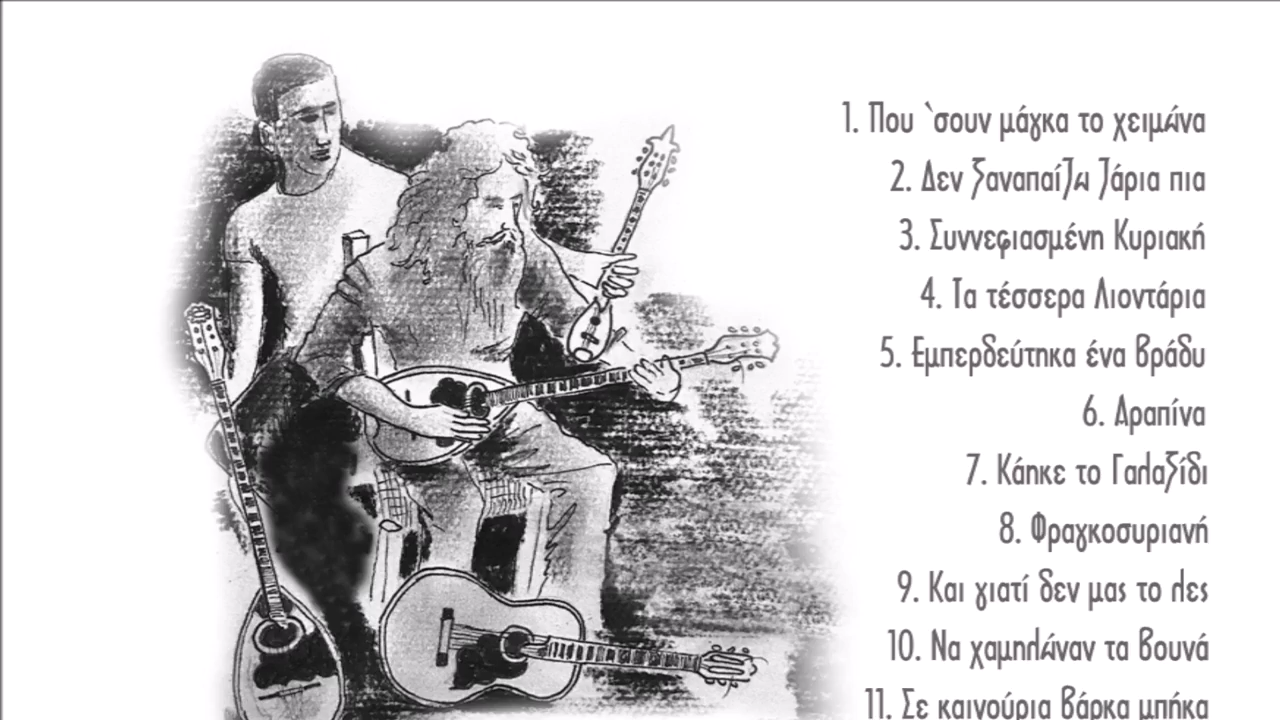 1. Που `σουν μάγκα το χειμώνα
2. Δεν ξαναπαίζω ζάρια πια
3. Συννεφιασμένη Κυριακή
4. Τα τέσσερα Λιοντάρια
5. Εμπερδεύτηκα ένα βράδυ
6. Αραπίνα
7. Κάηκε το Γαλαξίδι
8. Φραγκοσυριανή
9. Και γιατί δεν μας το λες
10. Να χαμηλώναν τα βουνά
11. Σε καινούρια βάρκα μπήκα